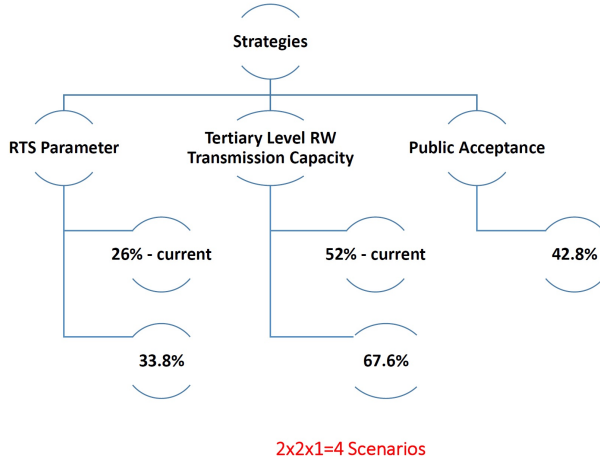 Strategies
RTS Parameter
Tertiary Level RW
Transmission Capacity
Public Acceptance
26% - current
52% - current
42.8%
33.8%
67.6%
2x2x1=4 Scenarios